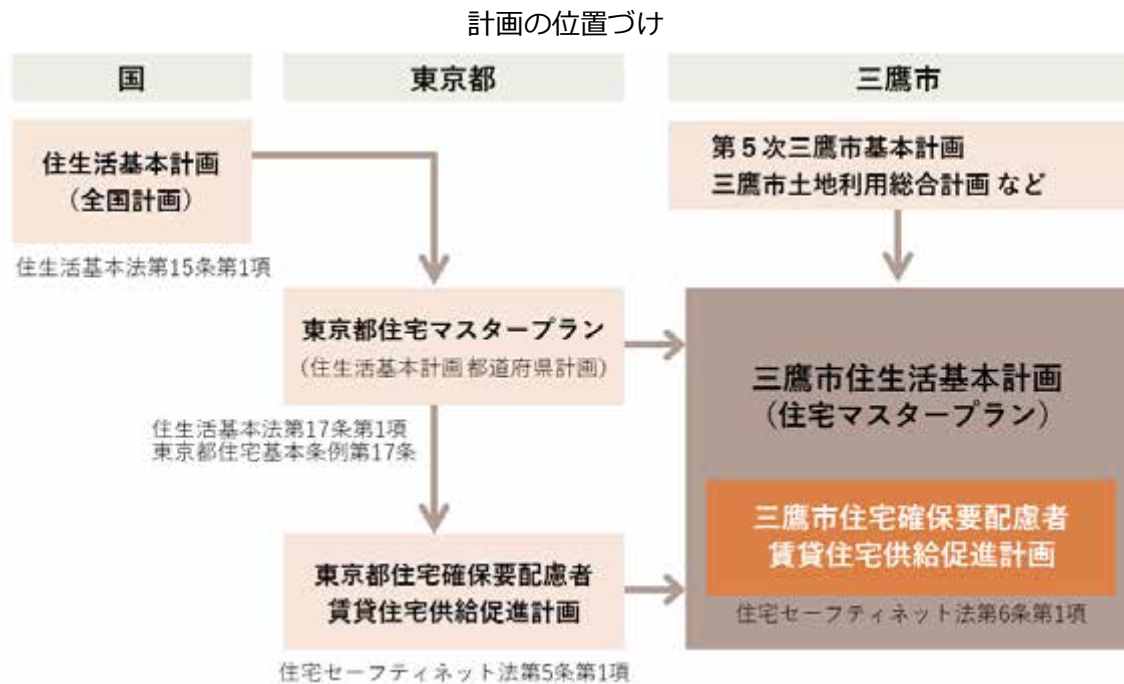 計画の位置づけ
国
東京都
三鷹市
住生活基本計画
（全国計画）
住生活基本法第15条第1項
第５次三鷹市基本計画
三鷹市土地利用総合計画 など
東京都住宅マスタープラン
（住生活基本計画 都道府県計画）
住生活基本法第17条第1項
東京都住宅基本条例第17条
三鷹市住生活基本計画
（住宅マスタープラン）
東京都住宅確保要配慮者
賃貸住宅供給促進計画
住宅セーフティネット法第5条第1項
三鷹市住宅確保要配慮者
賃貸住宅供給促進計画
住宅セーフティネット法第6条第1項